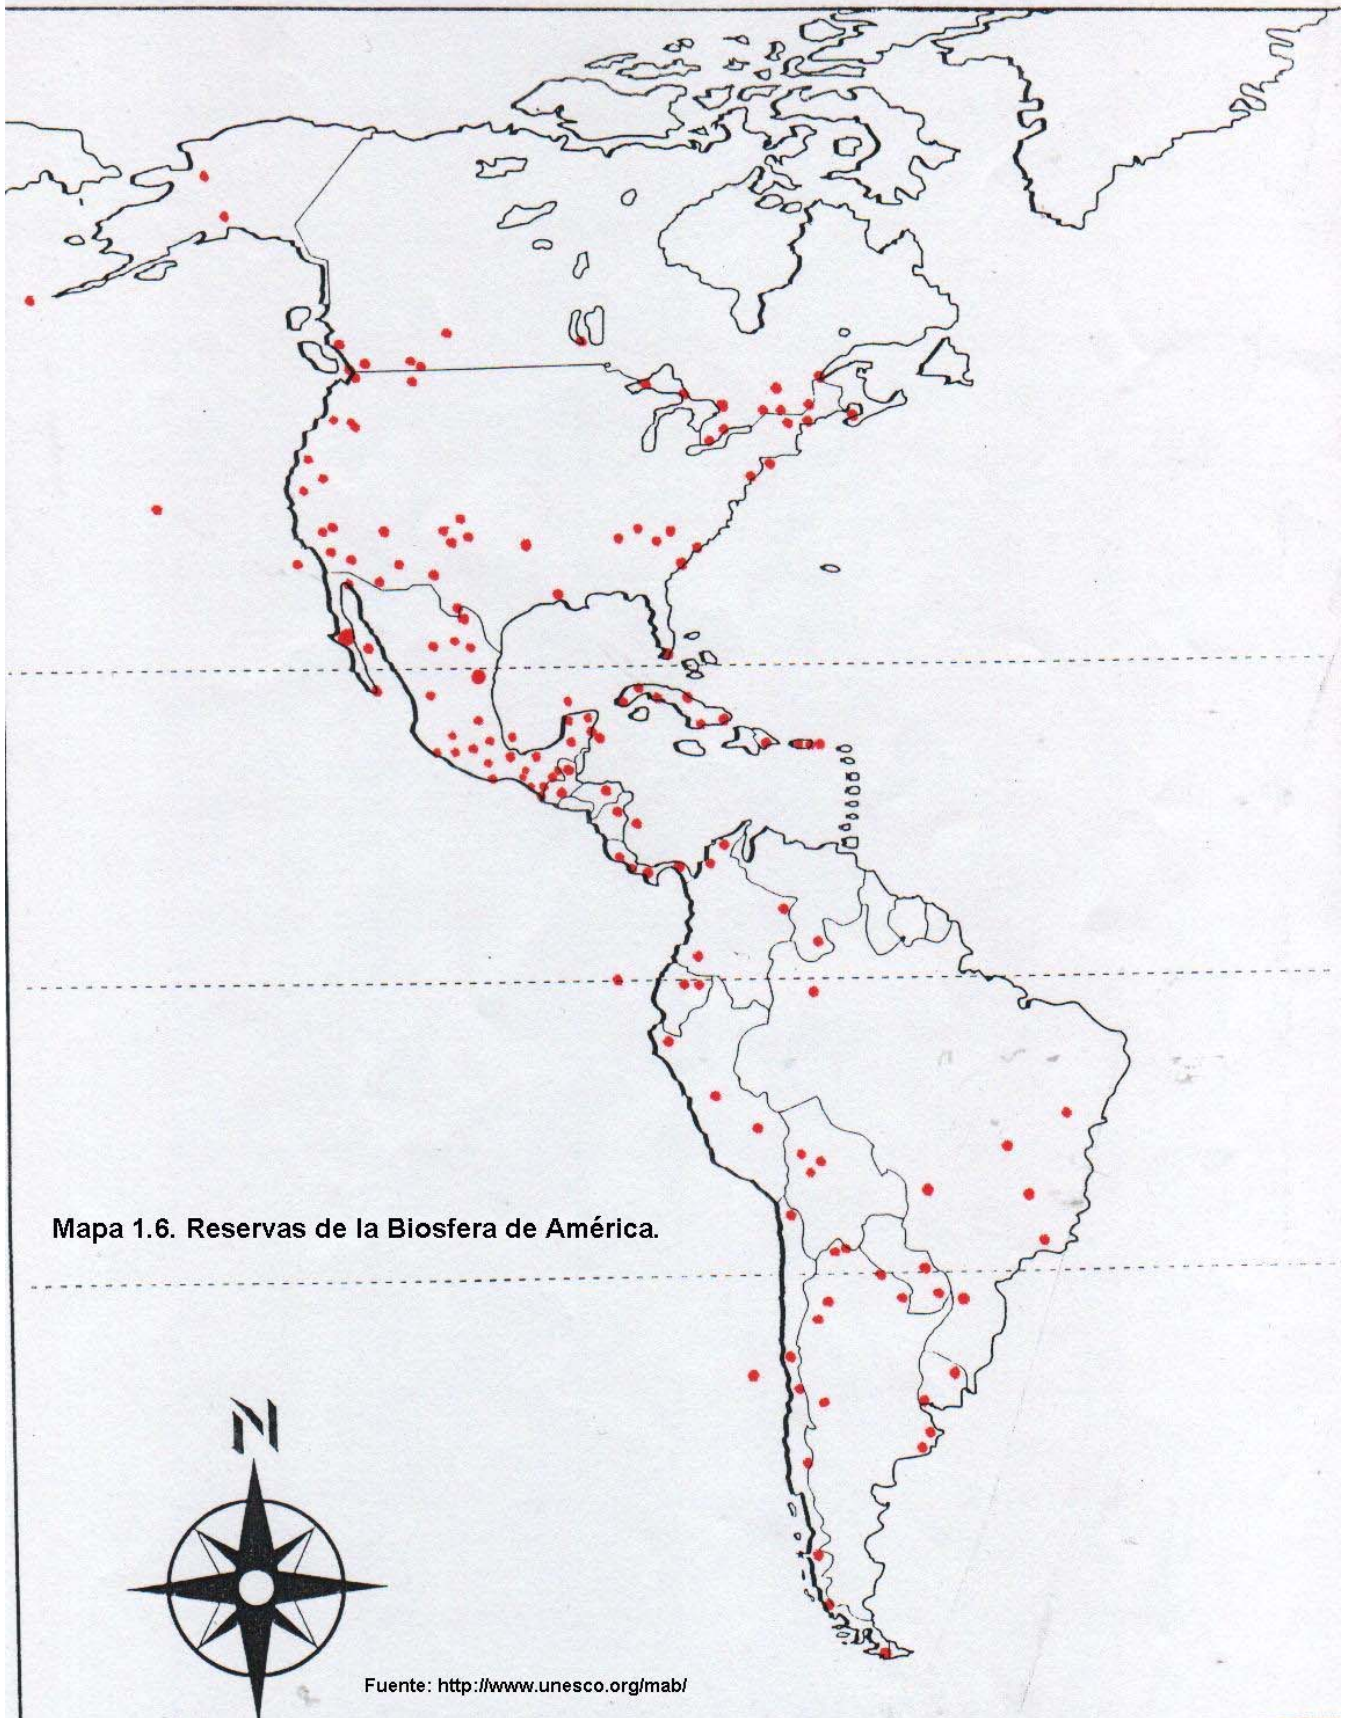 Mapa 1.6. Reservas de la Biosfera de América.
N
Fuente: http://www.unesco.org/mab/